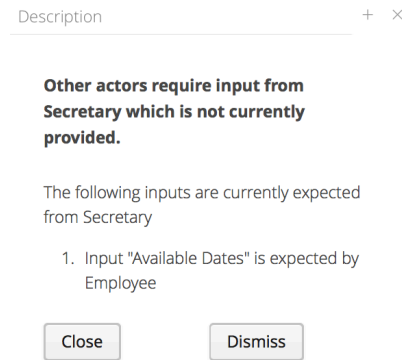 Description + ×
Other actors require input from
Secretary which is not currently
provided.
The following inputs are currently expected
from Secretary
1. Input "Available Dates" is expected by
Employee
Close Dismiss